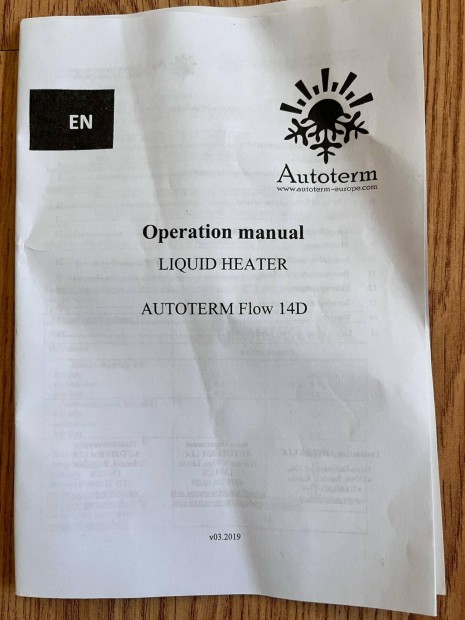 EN
Autoterm
www.autoterm-europe.com
Operation manual
LIQUID HEATER
AUTOTERM Flow 14D
v03.2019